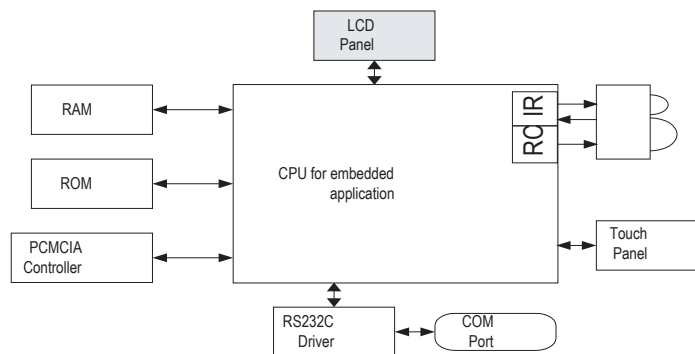 LCD
Panel
RAM
IR
RC
ROM
CPU for embedded
application
Touch
Panel
PCMCIA
Controller
RS232C
Driver
COM
Port